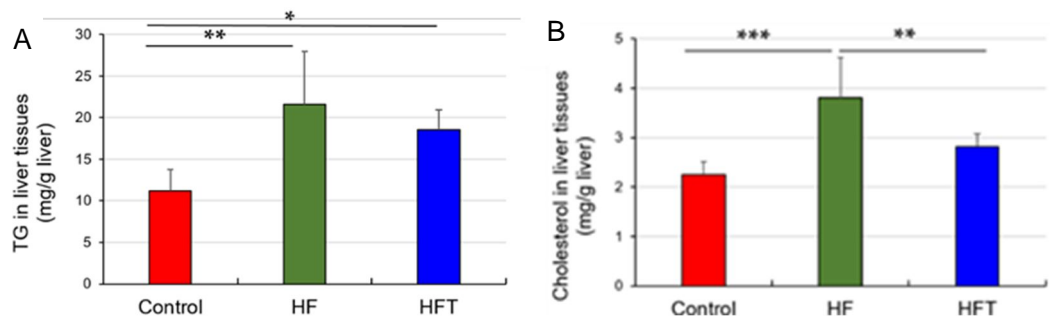 A
TG in liver tissues
(mg/g liver)
30
25
20
15
10
5
0
*
**
Control HF HFT
B
Cholesterol in liver tissues
(mg/g liver)
5
4
3
2
1
0
*** **
Control HF HFT